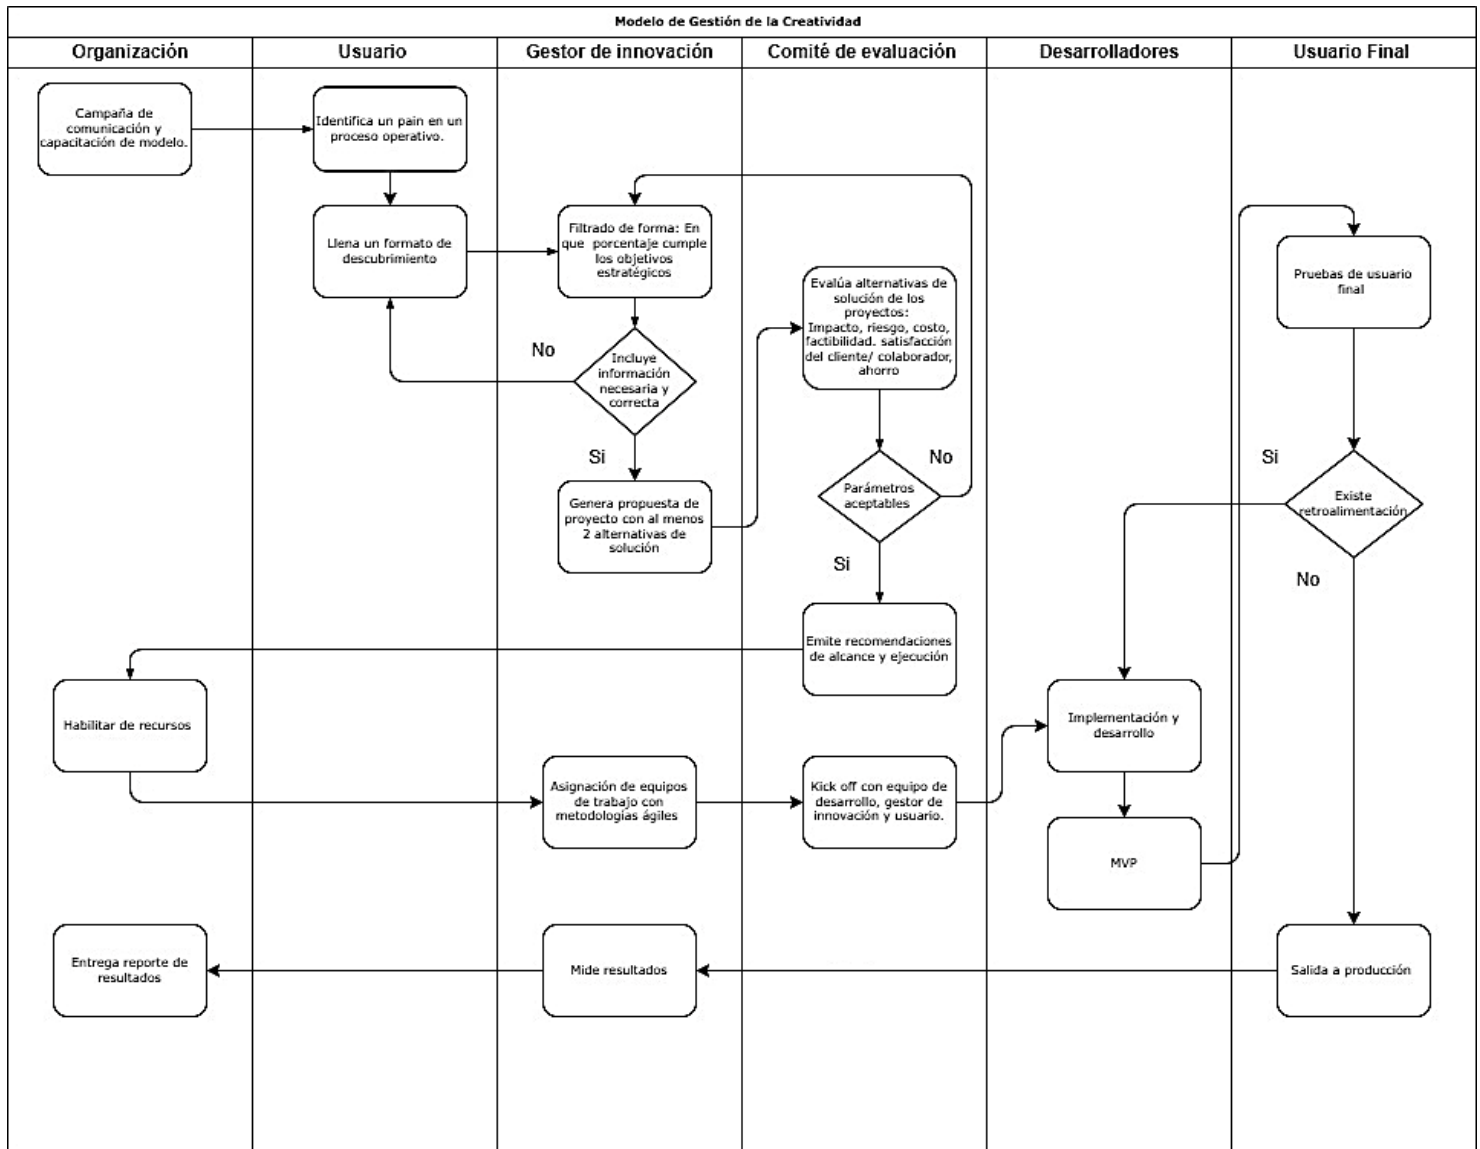 Modelo de Gestión de la Creatividad
Organización
Usuario
Gestor de innovación
Comité de evaluación
Desarrolladores
Usuario Final
Campaña de
comunicación y
capacitación de modelo.
Identifica un pain en un
proceso operativo.
Llena un formato de
descubrimiento
Filtrado de forma: En
que porcentaje cumple
los objetivos
estratégicos
No
Incluye
información
necesaria y
correcta
Si
Genera propuesta de
proyecto con al menos
2 alternativas de
solución
Evalúa alternativas de
solución de los
proyectos:
Impacto, riesgo, costo,
factibilidad. satisfacción
del cliente/ colaborador,
ahorro
No
Parámetros
aceptables
Si
Emite recomendaciones
de alcance y ejecución
Habilitar de recursos
Asignación de equipos
de trabajo con
metodologías ágiles
Kick off con equipo de
desarrollo, gestor de
innovación y usuario.
Implementación y
desarrollo
MVP
Pruebas de usuario
final
Si
Existe
retroalimentación
No
Salida a producción
Mide resultados
Entrega reporte de
resultados